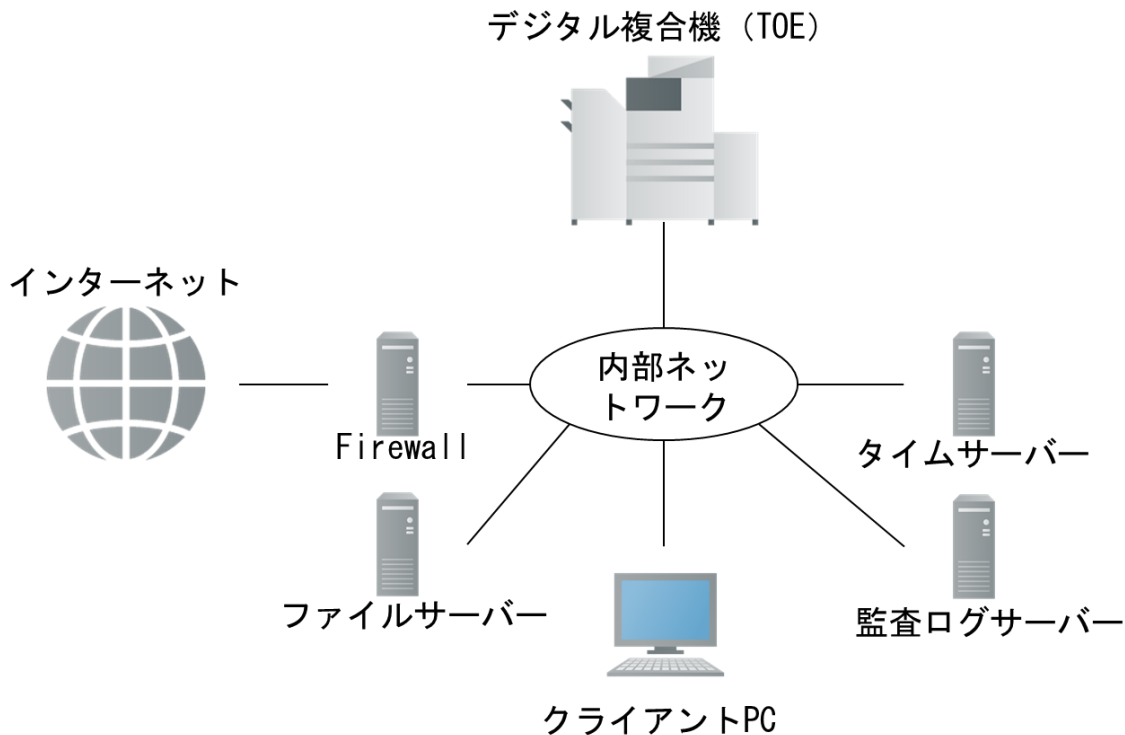 デジタル複合機（TOE）
インターネット
内部ネッ
トワーク
Firewall
タイムサーバー
ファイルサーバー
監査ログサーバー
クライアントPC